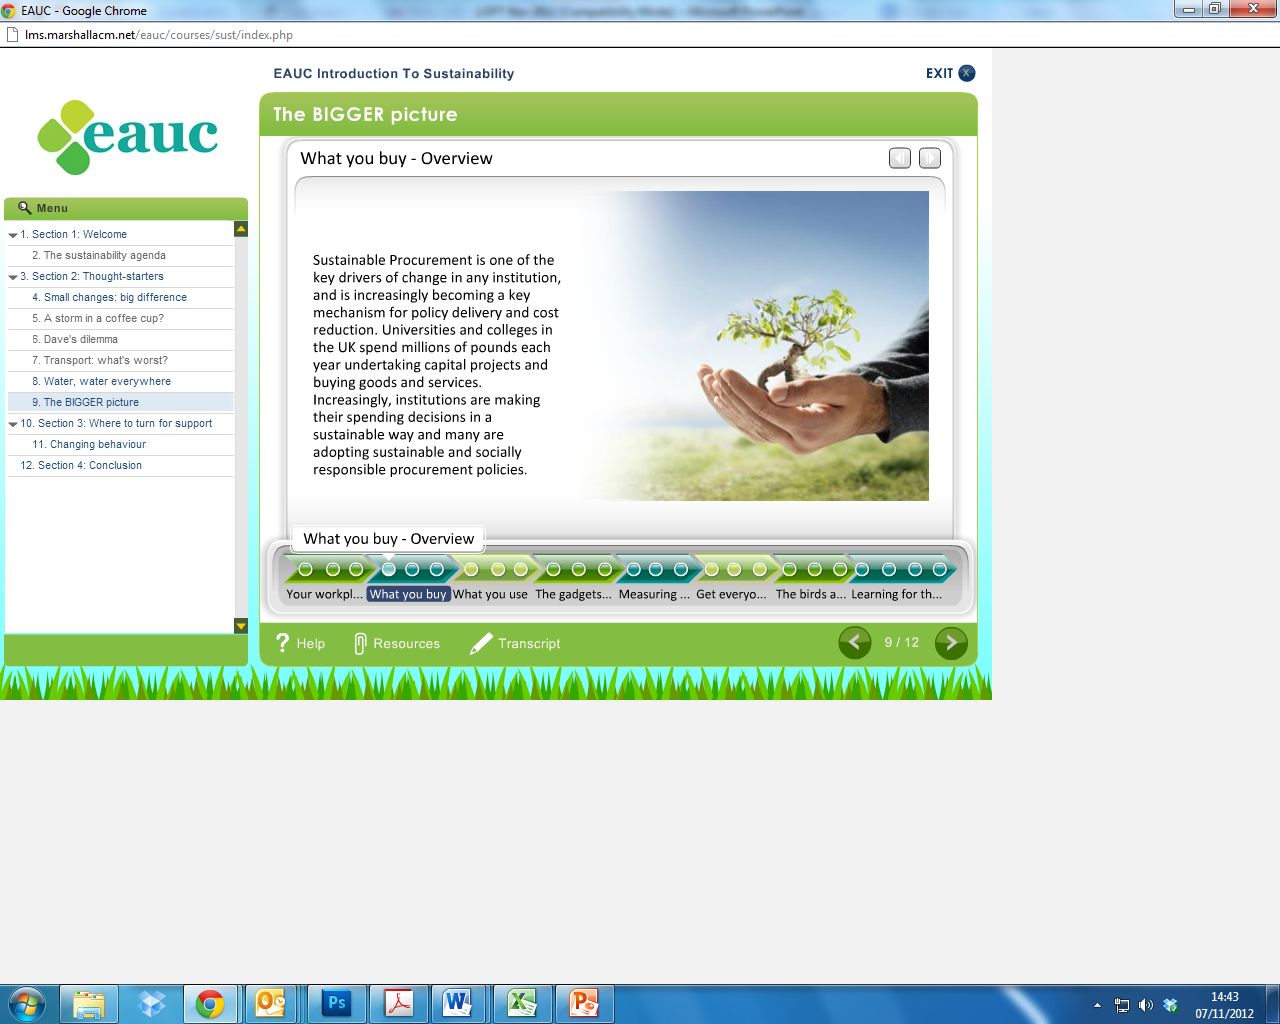 EAUC - Google Chrome
lms.marshallacm.net/eauc/courses/sust/index.php
EAUC Introduction To Sustainability
EXIT X
eauc
The BIGGER picture
What you buy - Overview
Menu
1. Section 1: Welcome
2. The sustainability agenda
3. Section 2: Thought-starters
4. Small changes: big difference
5. A storm in a coffee cup?
6. Dave's dilemma
7. Transport: what's worst?
8. Water, water everywhere
9. The BIGGER picture
10. Section 3: Where to turn for support
11. Changing behaviour
12. Section 4: Conclusion
Sustainable Procurement is one of the
key drivers of change in any institution,
and is increasingly becoming a key
mechanism for policy delivery and cost
reduction. Universities and colleges in
the UK spend millions of pounds each
year undertaking capital projects and
buying goods and services.
Increasingly, institutions are making
their spending decisions in a
sustainable way and many are
adopting sustainable and socially
responsible procurement policies.
What you buy - Overview
Your workpl... What you buy What you use The gadgets... Measuring ... Get everyo... The birds a... Learning for th...
? Help Resources Transcript 9 / 12
Ps W X P
14:43
07/11/2012